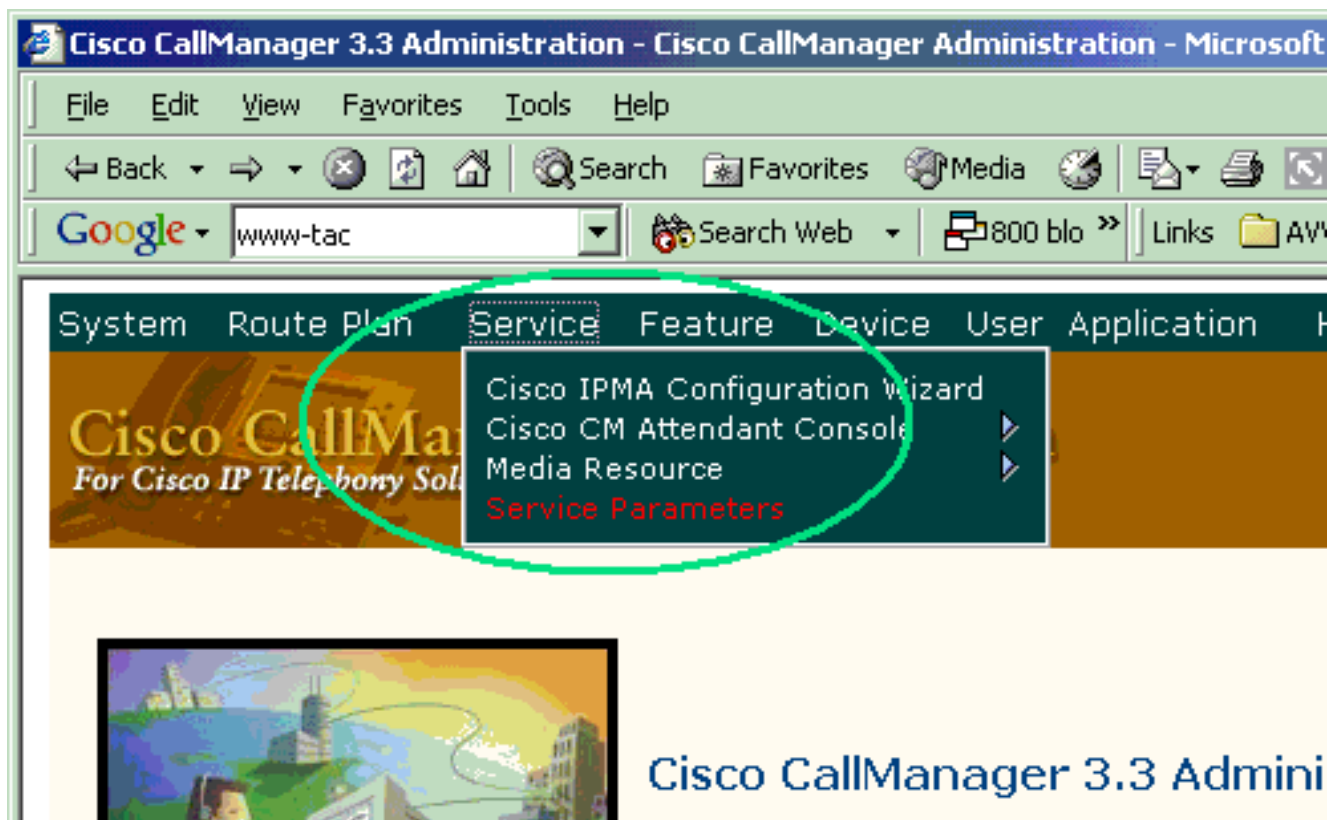 Cisco CallManager 3.3 Administration - Cisco CallManager Administration - Microsoft
File Edit View Favorites Tools Help
Back Search Favorites Media
Google www-tac Search Web 800 blo » Links
System Route Plan Service Feature Device User Application
Cisco IPMA Configuration Wizard
Cisco CM Attendant Console
Media Resource
Service Parameters
Cisco
For Cisco IP Telephony
Cisco CallManager 3.3